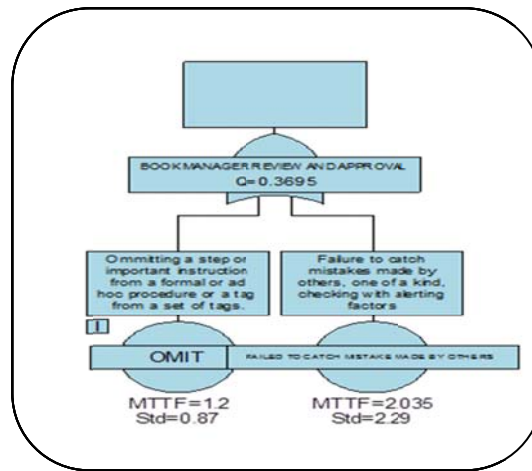 BOOK MANAGER REVIEW AND APPROVAL
Q=0.3695
Ommitting a step or
important instruction
from a formal or ad
hoc procedure or a tag
from a set of tags.
Failure to catch
mistakes made by
others, one of a kind,
checking with alerting
factors
I
OMIT
FAILED TO CATCH MISTAKE MADE BY OTHERS
MTTF=1.2
Std=0.87
MTTF=2.035
Std=2.29